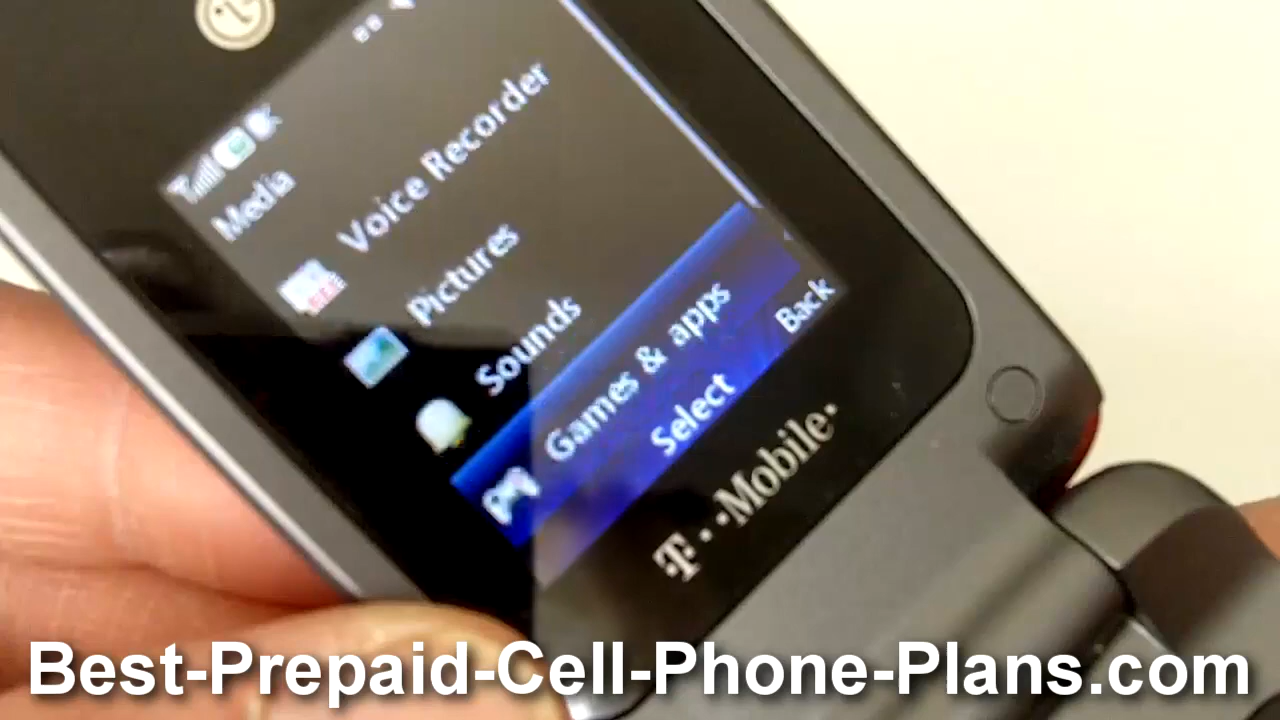 Media
Voice Recorder
Pictures
Sounds
Games & apps
Select Back
T··Mobile·
Best-Prepaid-Cell-Phone-Plans.com